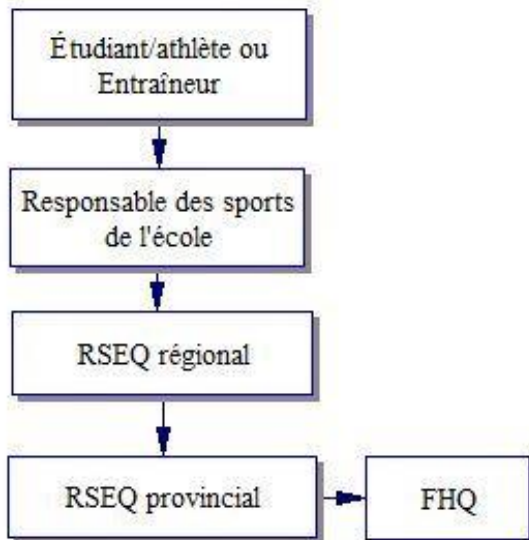 Étudiant/athlète ou
Entraîneur
Responsable des sports
de l'école
RSEQ régional
RSEQ provincial
FHQ